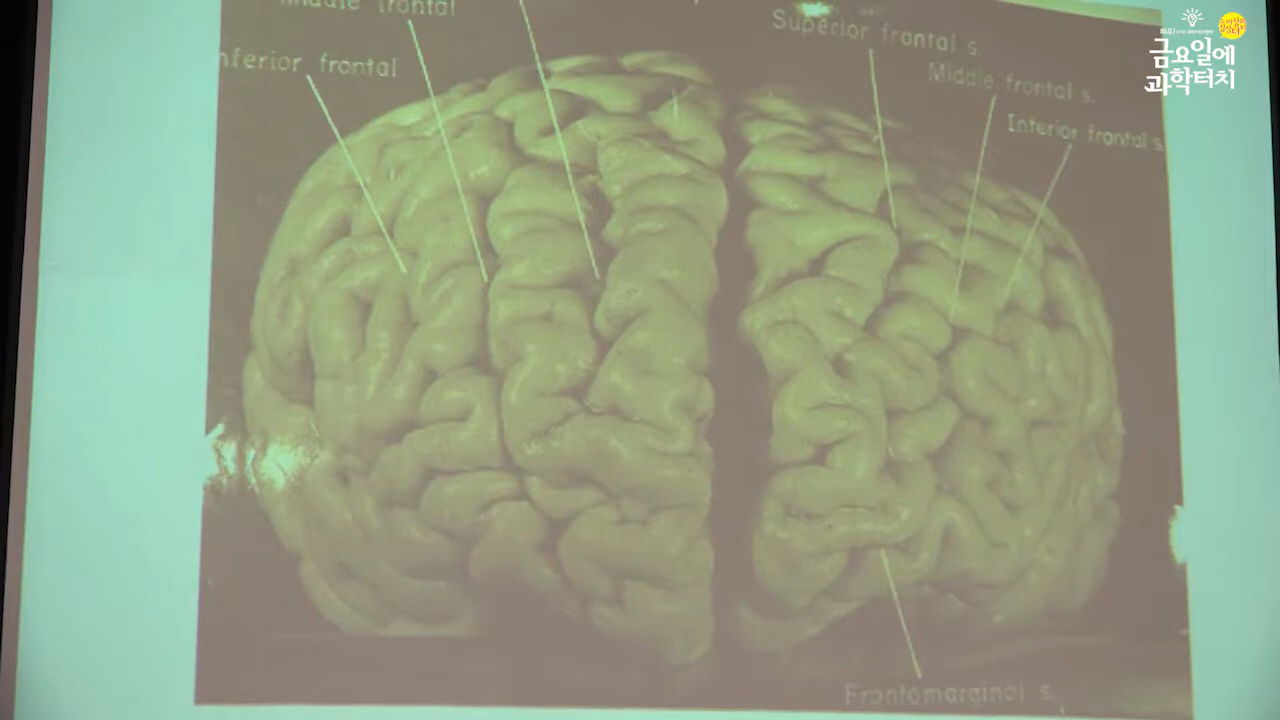 Middle frontal
Inferior frontal
Superior frontal s.
Middle frontal s.
Inferior frontal s.
Frontomarginal s.
금요일에
과학터치